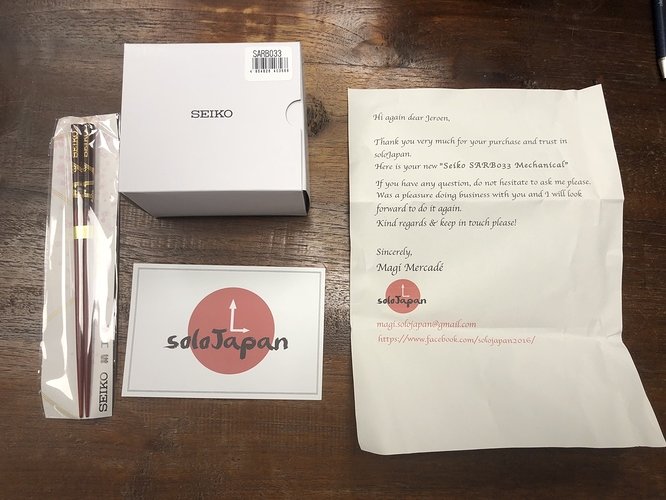 SARB033
SEIKO
SEIKO
soloJapan
Hi again dear Jeroen,
Thank you very much for your purchase and trust in
soloJapan.
Here is your new "Seiko SARB033 Mechanical"
If you have any question, do not hesitate to ask me please.
Was a pleasure doing business with you and I will look
forward to do it again.
Kind regards & keep in touch please!
Sincerely,
Magí Mercadé
soloJapan
magi.solojapan@gmail.com
https://www.facebook.com/solojapan2016/